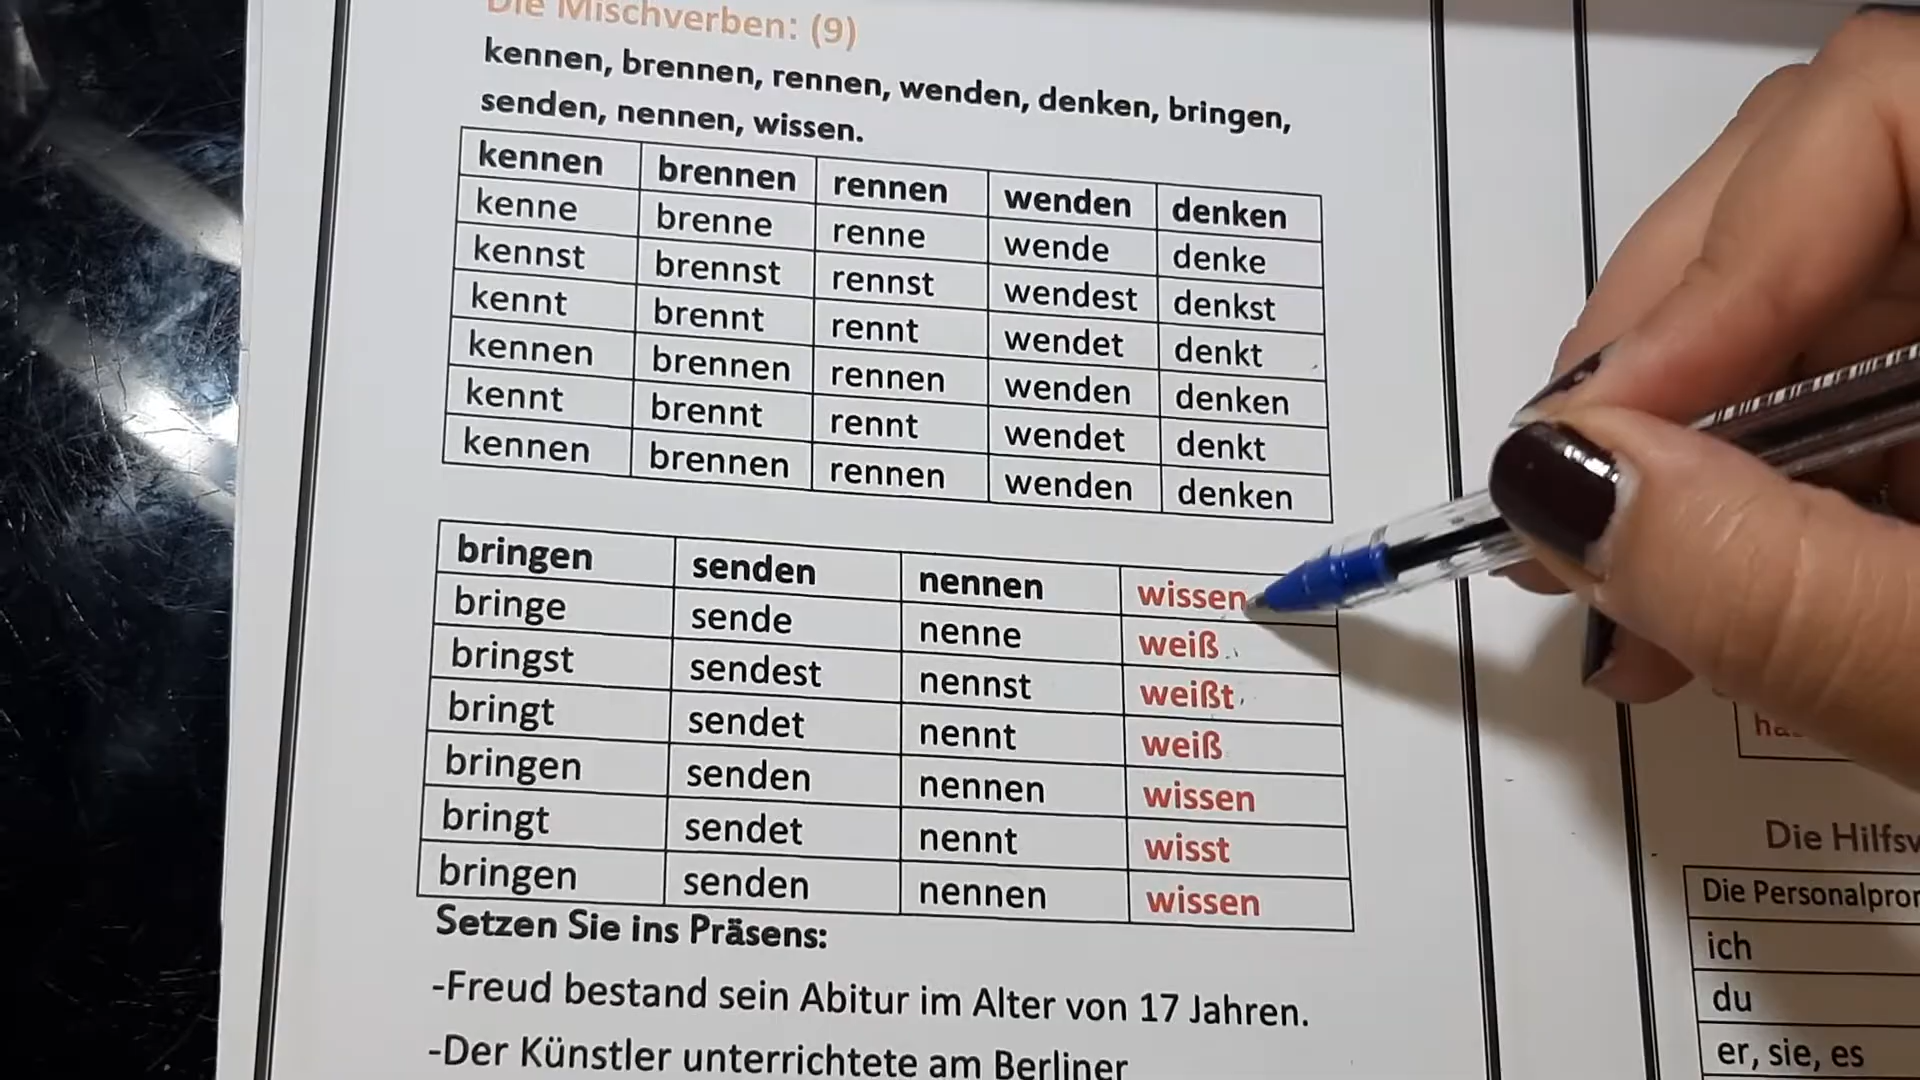 Die Mischverben: (9)
kennen, brennen, rennen, wenden, denken, bringen,
senden, nennen, wissen.
kennen brennen rennen wenden denken
kenne brenne renne wende denke
kennst brennst rennst wendest denkst
kennt brennt rennt wendet denkt
kennen brennen rennen wenden denken
kennt brennt rennt wendet denkt
kennen brennen rennen wenden denken
bringen senden nennen wissen
bringe sende nenne weiß
bringst sendest nennst weißt
bringt sendet nennt weiß
bringen senden nennen wissen
bringt sendet nennt wisst
bringen senden nennen wissen
Setzen Sie ins Präsens:
-Freud bestand sein Abitur im Alter von 17 Jahren.
-Der Künstler unterrichtete am Berliner
Die
ich
du
er, sie, es